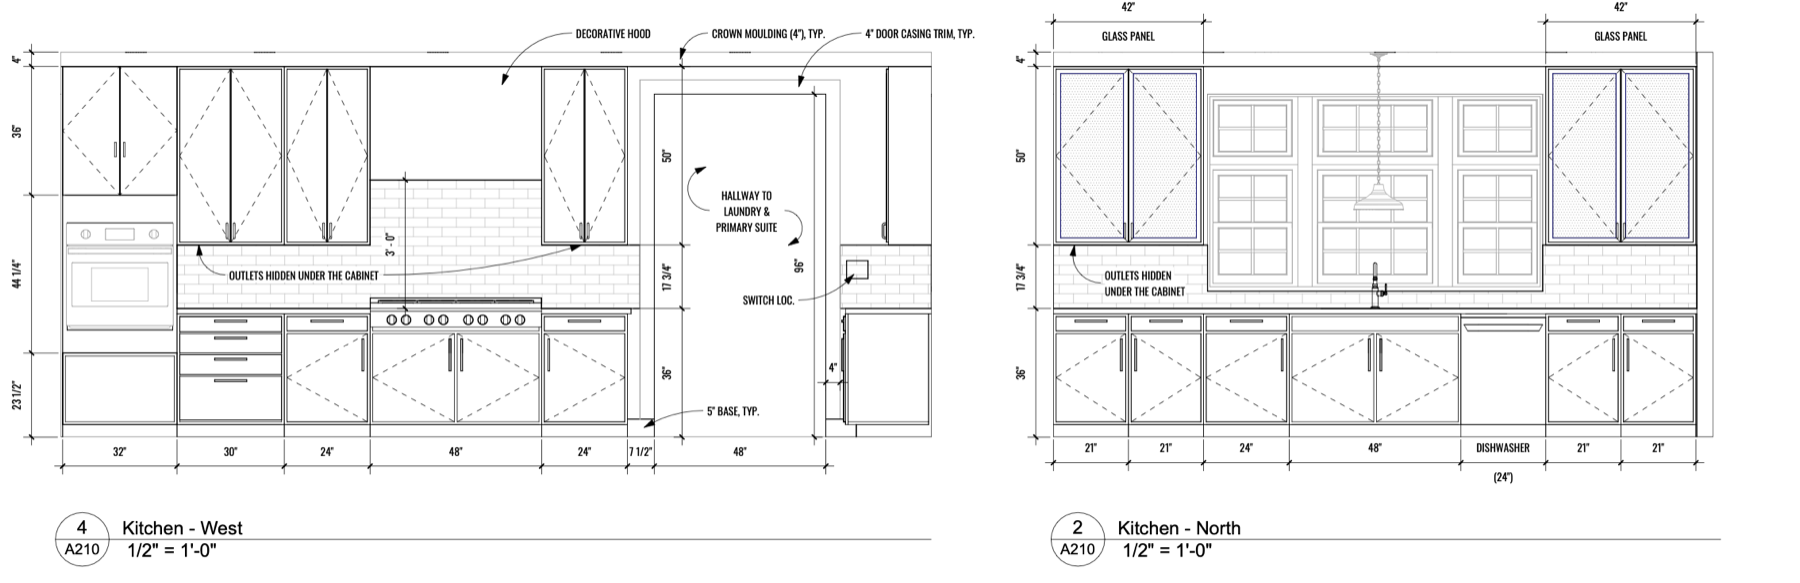 DECORATIVE HOOD
CROWN MOULDING (4"), TYP.
4" DOOR CASING TRIM, TYP.
4"
36"
44 1/4"
23 1/2"
3' - 0"
50"
17 3/4"
36"
HALLWAY TO
LAUNDRY &
PRIMARY SUITE
96"
OUTLETS HIDDEN UNDER THE CABINET
SWITCH LOC.
4"
5" BASE, TYP.
32"
30"
24"
48"
24"
7 1/2"
48"
4
A210
Kitchen - West
1/2" = 1'-0"
42"
42"
GLASS PANEL
GLASS PANEL
4"
50"
17 3/4"
36"
OUTLETS HIDDEN
UNDER THE CABINET
21"
21"
24"
48"
DISHWASHER
(24")
21"
21"
2
A210
Kitchen - North
1/2" = 1'-0"